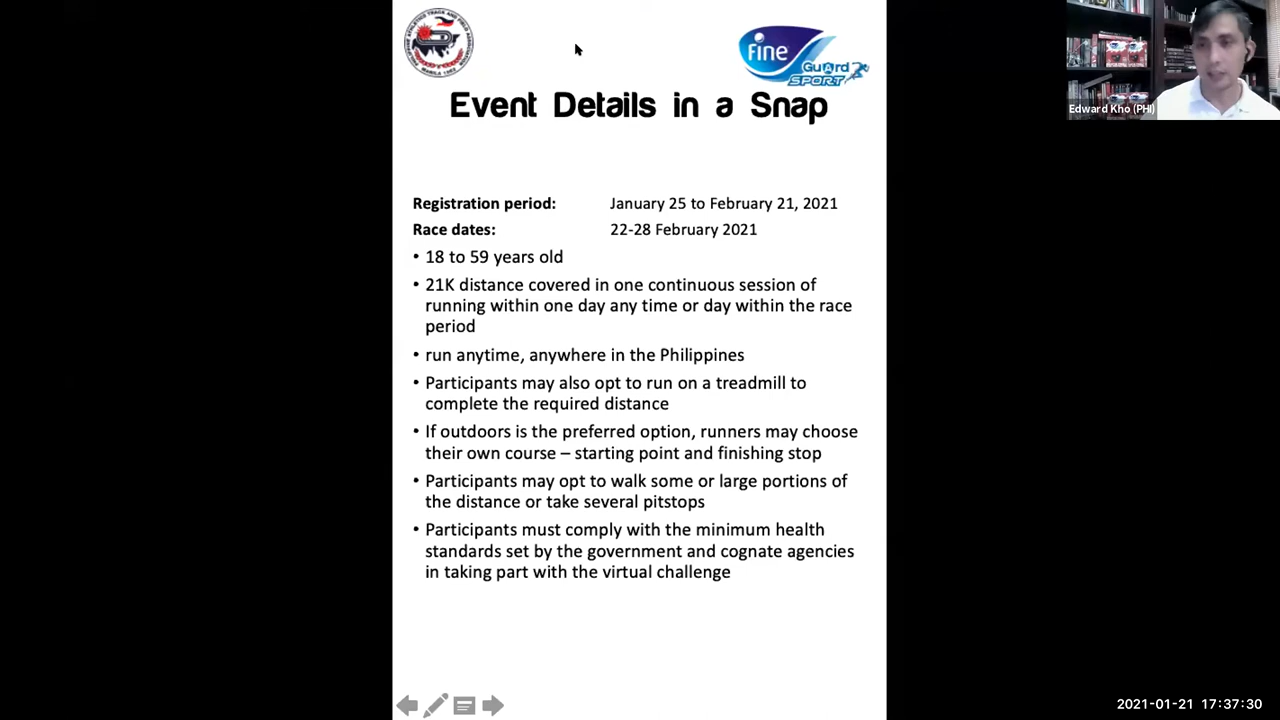 fine
Guard
SPORT
Event Details in a Snap
Registration period: January 25 to February 21, 2021
Race dates: 22-28 February 2021
• 18 to 59 years old
• 21K distance covered in one continuous session of
running within one day any time or day within the race
period
• run anytime, anywhere in the Philippines
• Participants may also opt to run on a treadmill to
complete the required distance
• If outdoors is the preferred option, runners may choose
their own course – starting point and finishing stop
• Participants may opt to walk some or large portions of
the distance or take several pitstops
• Participants must comply with the minimum health
standards set by the government and cognate agencies
in taking part with the virtual challenge
Edward Kho (PHI)
2021-01-21 17:37:30